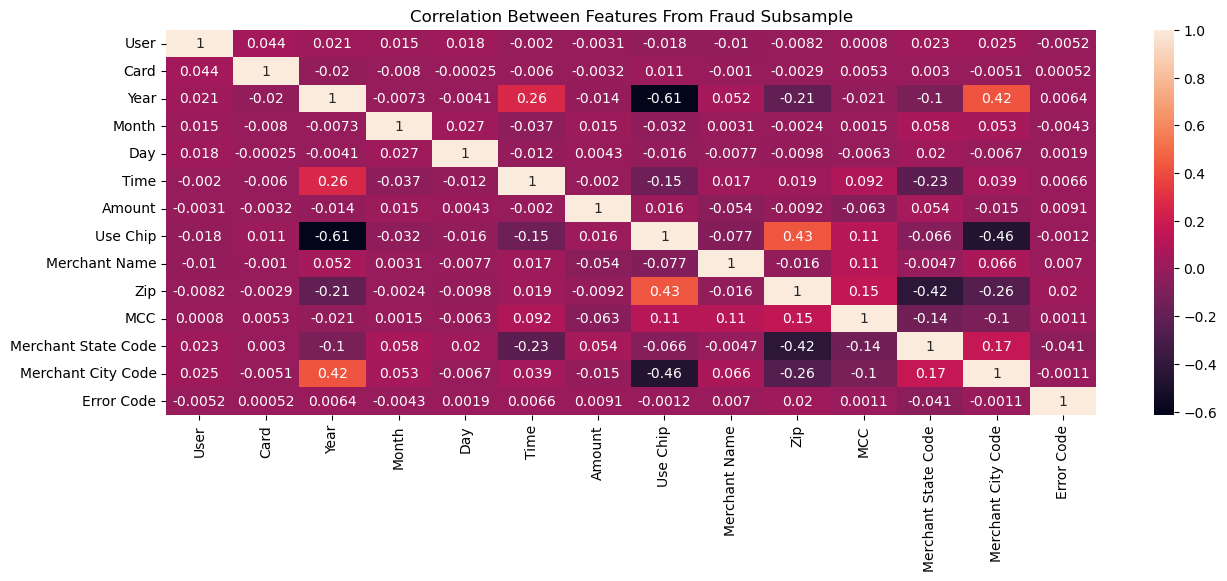 Correlation Between Features From Fraud Subsample
User 1 0.044 0.021 0.015 0.018 -0.002 -0.0031 -0.018 -0.01 -0.0082 0.0008 0.023 0.025 -0.0052
Card 0.044 1 -0.02 -0.008 -0.00025 -0.006 -0.0032 0.011 -0.001 -0.0029 0.0053 0.003 -0.0051 0.00052
Year 0.021 -0.02 1 -0.0073 -0.0041 0.26 -0.014 -0.61 0.052 -0.21 -0.021 -0.1 0.42 0.0064
Month 0.015 -0.008 -0.0073 1 0.027 -0.037 0.015 -0.032 0.0031 -0.0024 0.0015 0.058 0.053 -0.0043
Day 0.018 -0.00025 -0.0041 0.027 1 -0.012 0.0043 -0.016 -0.0077 -0.0098 -0.0063 0.02 -0.0067 0.0019
Time -0.002 -0.006 0.26 -0.037 -0.012 1 -0.002 -0.15 0.017 0.019 0.092 -0.23 0.039 0.0066
Amount -0.0031 -0.0032 -0.014 0.015 0.0043 -0.002 1 0.016 -0.054 -0.0092 -0.063 0.054 -0.015 0.0091
Use Chip -0.018 0.011 -0.61 -0.032 -0.016 -0.15 0.016 1 -0.077 0.43 0.11 -0.066 -0.46 -0.0012
Merchant Name -0.01 -0.001 0.052 0.0031 -0.0077 0.017 -0.054 -0.077 1 -0.016 0.11 -0.0047 0.066 0.007
Zip -0.0082 -0.0029 -0.21 -0.0024 -0.0098 0.019 -0.0092 0.43 -0.016 1 0.15 -0.42 -0.26 0.02
MCC 0.0008 0.0053 -0.021 0.0015 -0.0063 0.092 -0.063 0.11 0.11 0.15 1 -0.14 -0.1 0.0011
Merchant State Code 0.023 0.003 -0.1 0.058 0.02 -0.23 0.054 -0.066 -0.0047 -0.42 -0.14 1 0.17 -0.041
Merchant City Code 0.025 -0.0051 0.42 0.053 -0.0067 0.039 -0.015 -0.46 0.066 -0.26 -0.1 0.17 1 -0.0011
Error Code -0.0052 0.00052 0.0064 -0.0043 0.0019 0.0066 0.0091 -0.0012 0.007 0.02 0.0011 -0.041 -0.0011 1
User
Card
Year
Month
Day
Time
Amount
Use Chip
Merchant Name
Zip
MCC
Merchant State Code
Merchant City Code
Error Code
1.0
0.8
0.6
0.4
0.2
0.0
−0.2
−0.4
−0.6